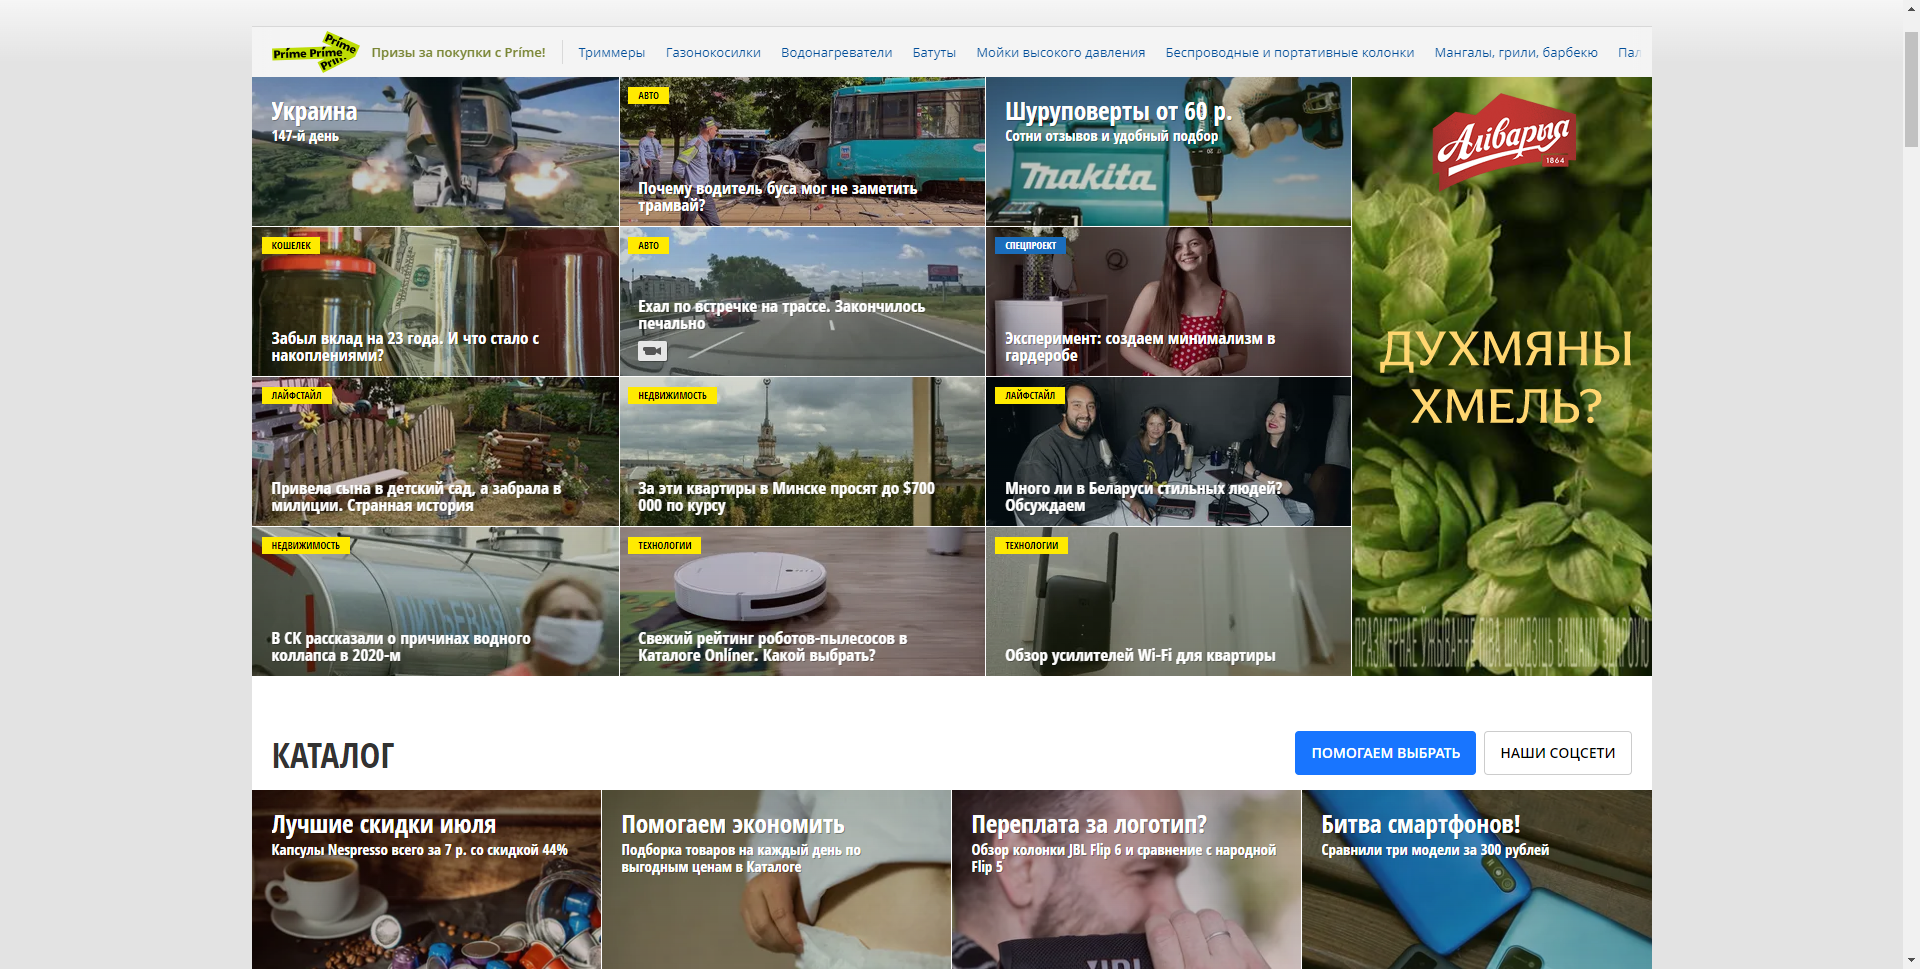 Príme Príme Príme Prín.
Призы за покупки с Príme!
Триммеры
Газонокосилки
Водонагреватели
Батуты
Мойки высокого давления
Беспроводные и портативные колонки
Мангалы, грили, барбекю
Пал
Украина
147-й день
АВТО
Почему водитель буса мог не заметить
трамвай?
Шуруповерты от 60 р.
Сотни отзывов и удобный подбор
makita
Аліварыя
1864
КОШЕЛЕК
Забыл вклад на 23 года. И что стало с
накоплениями?
АВТО
Ехал по встречке на трассе. Закончилось
печально
СПЕЦПРОЕКТ
Эксперимент: создаем минимализм в
гардеробе
ДУХМЯНЫ
ХМЕЛЬ?
ЛАЙФСТАЙЛ
Привела сына в детский сад, а забрала в
милиции. Странная история
НЕДВИЖИМОСТЬ
За эти квартиры в Минске просят до $700
000 по курсу
ЛАЙФСТАЙЛ
Много ли в Беларуси стильных людей?
Обсуждаем
НЕДВИЖИМОСТЬ
ПИТЬЕВАЯ
В СК рассказали о причинах водного
коллапса в 2020-м
ТЕХНОЛОГИИ
Свежий рейтинг роботов-пылесосов в
Каталоге Onlíner. Какой выбрать?
ТЕХНОЛОГИИ
Обзор усилителей Wi-Fi для квартиры
КАТАЛОГ
ПОМОГАЕМ ВЫБРАТЬ
НАШИ СОЦСЕТИ
Лучшие скидки июля
Капсулы Nespresso всего за 7 р. со скидкой 44%
Помогаем экономить
Подборка товаров на каждый день по
выгодным ценам в Каталоге
Переплата за логотип?
Обзор колонки JBL Flip 6 и сравнение с народной
Flip 5
JBL
Битва смартфонов!
Сравнили три модели за 300 рублей